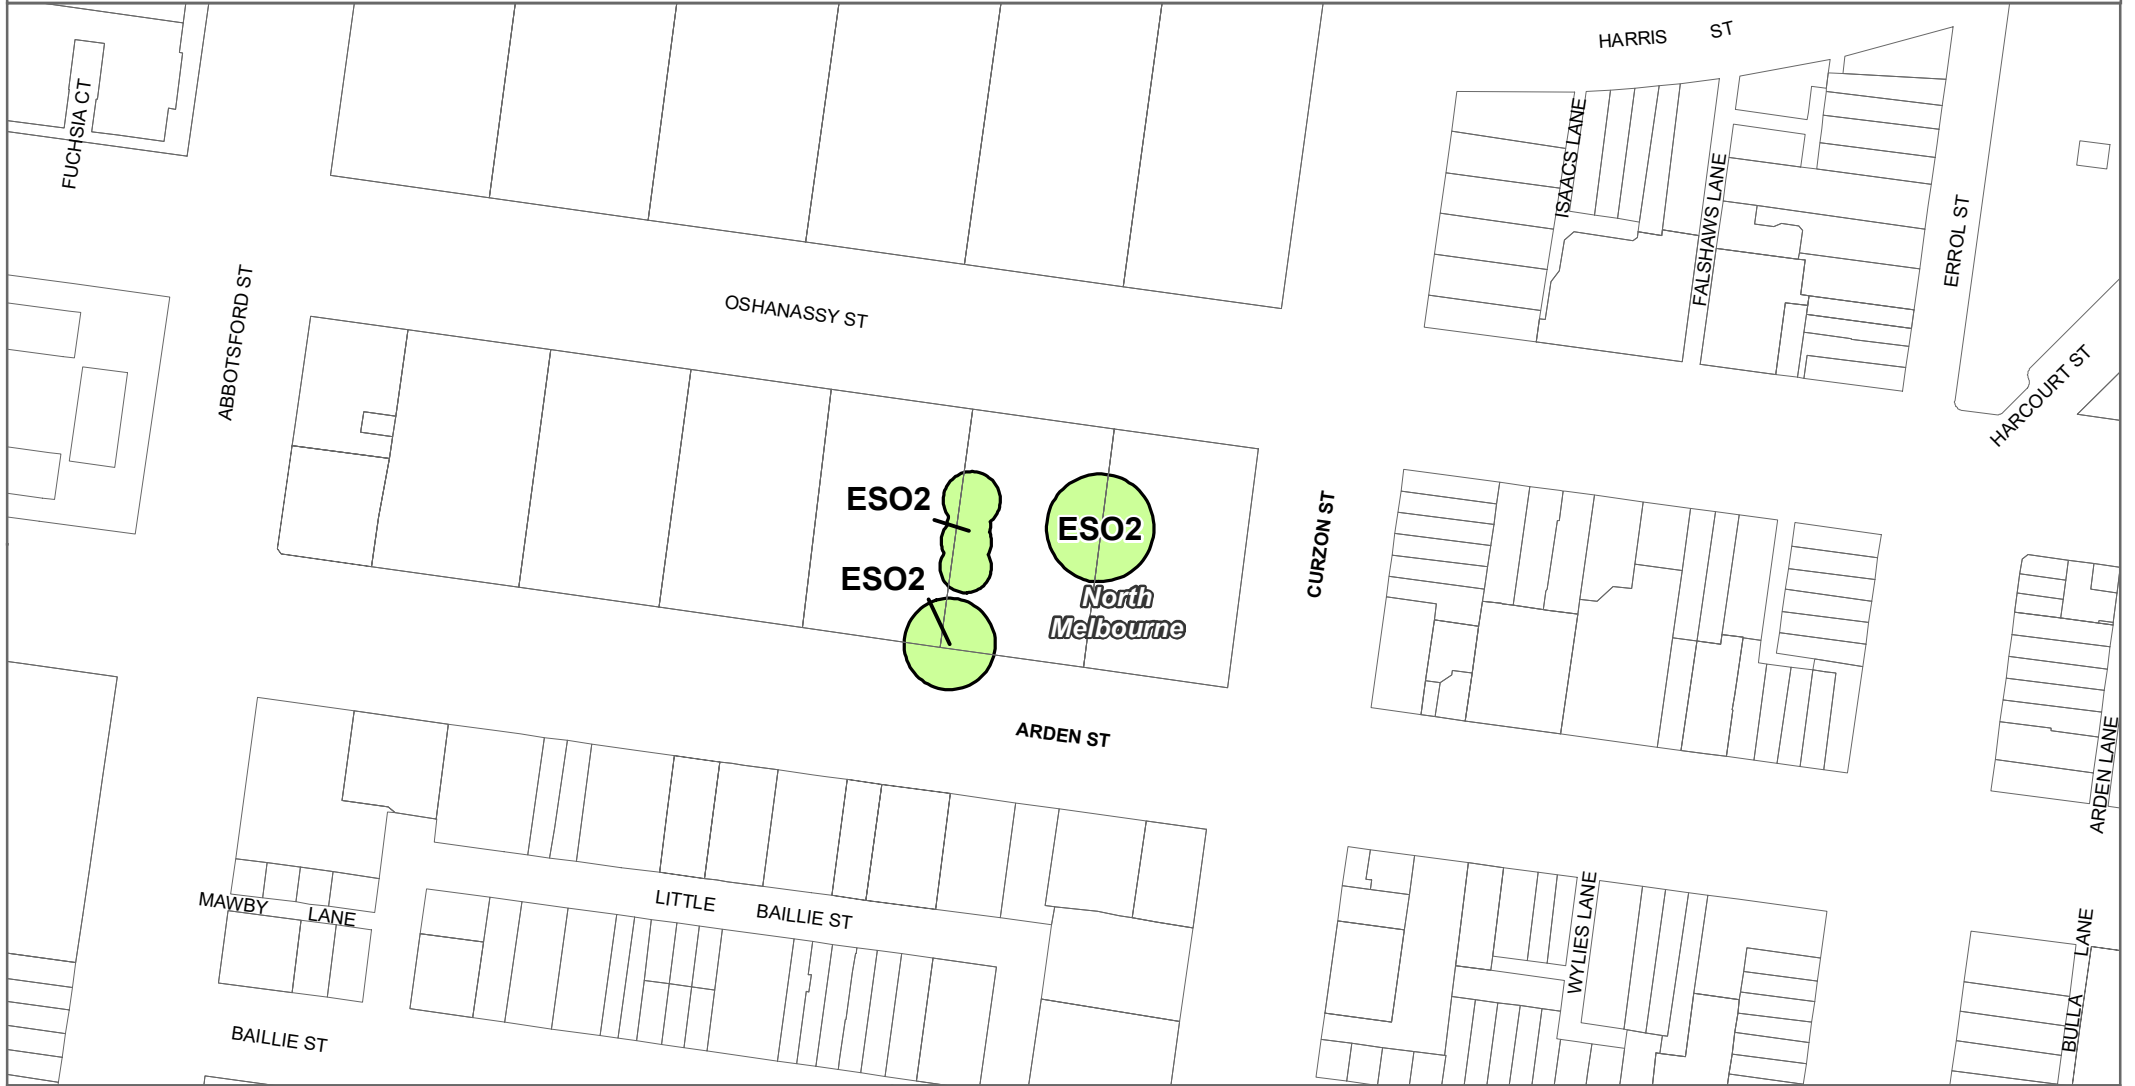 HARRIS ST
FUCHSIA CT
ISAACS LANE
FALSHAWS LANE
ERROL ST
ABBOTSFORD ST
OSHANASSY ST
HARCOURT ST
ESO2
ESO2
ESO2
CURZON ST
North
Melbourne
ARDEN ST
ARDEN LANE
MAWBY LANE
LITTLE BAILLIE ST
WYLIES LANE
BULLA LANE
BAILLIE ST